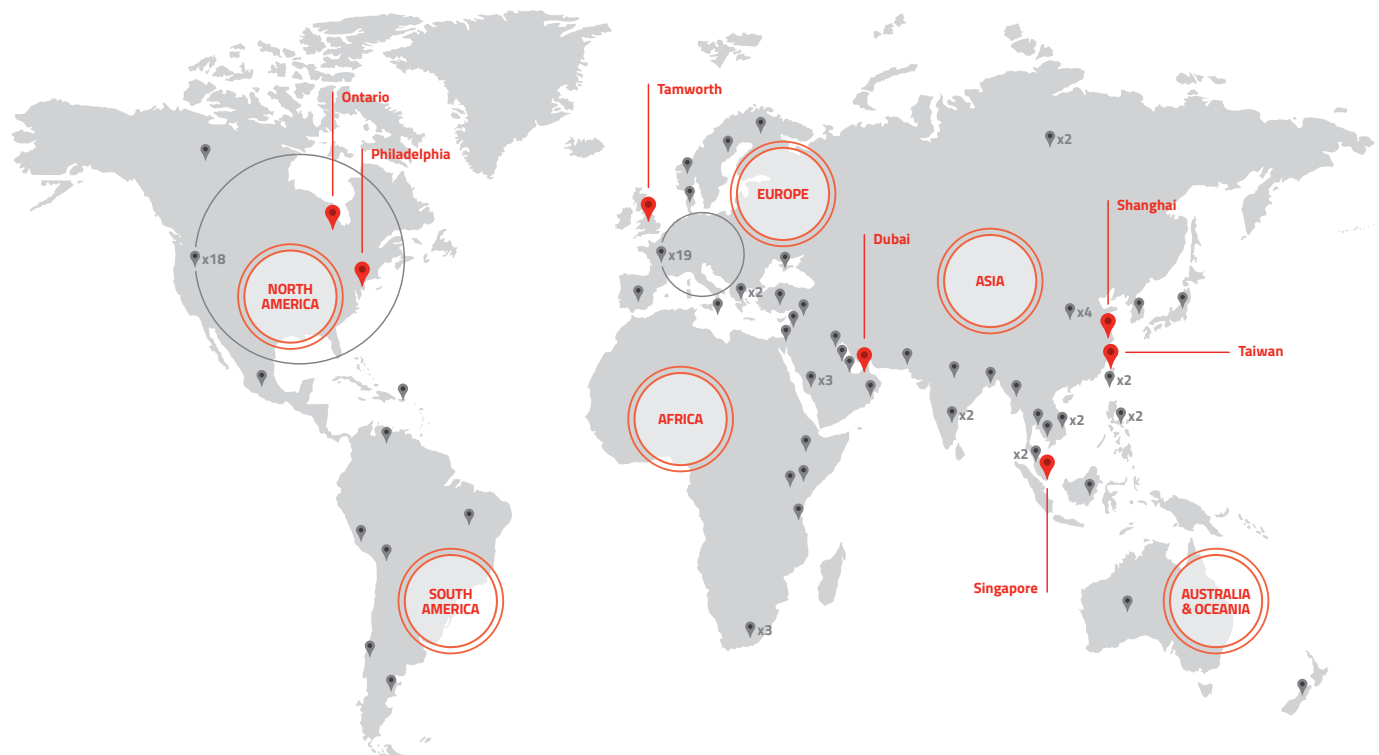 Tamworth
Ontario
x2
Philadelphia
EUROPE
Shanghai
Dubai
x18
x19
NORTH
AMERICA
ASIA
x2
x4
Taiwan
x3
x2
AFRICA
x2
x2
x2
x2
Singapore
SOUTH
AMERICA
AUSTRALIA
& OCEANIA
x3